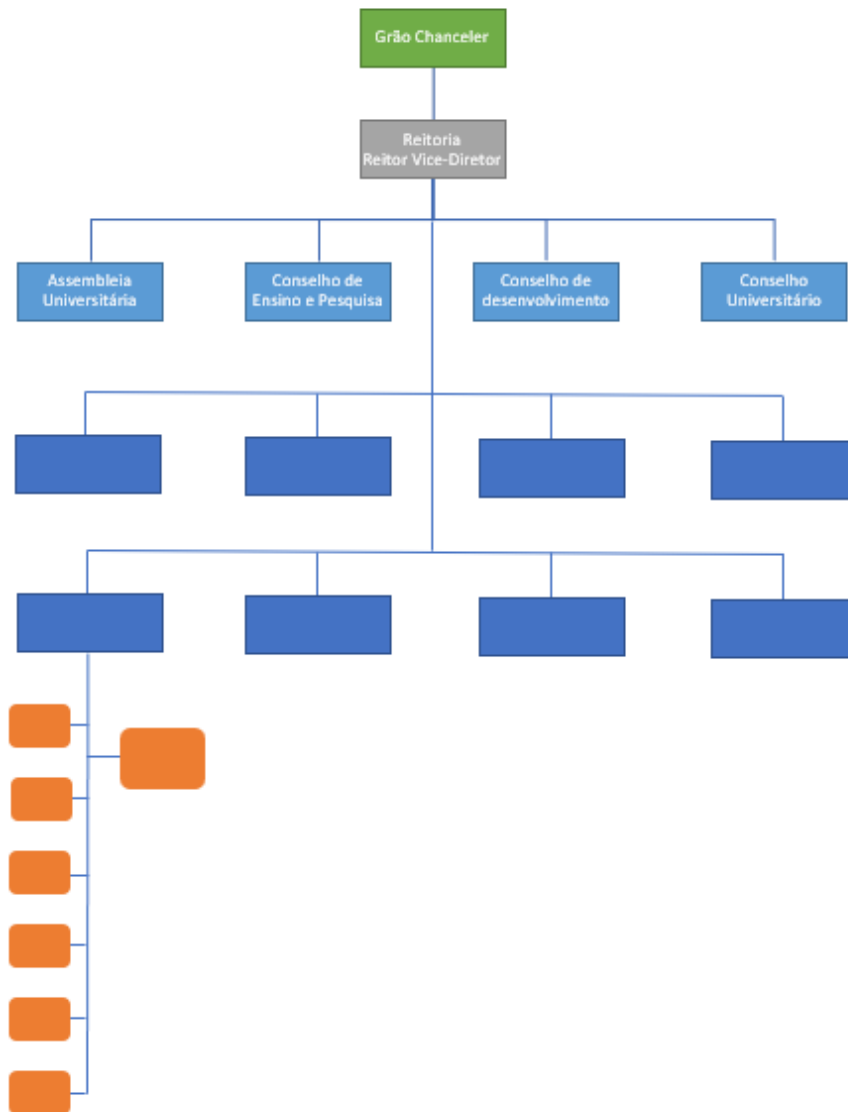 Grão Chanceler
Reitoria
Reitor Vice-Diretor
Assembleia
Universitária
Conselho de
Ensino e Pesquisa
Conselho de
desenvolvimento
Conselho
Universitário